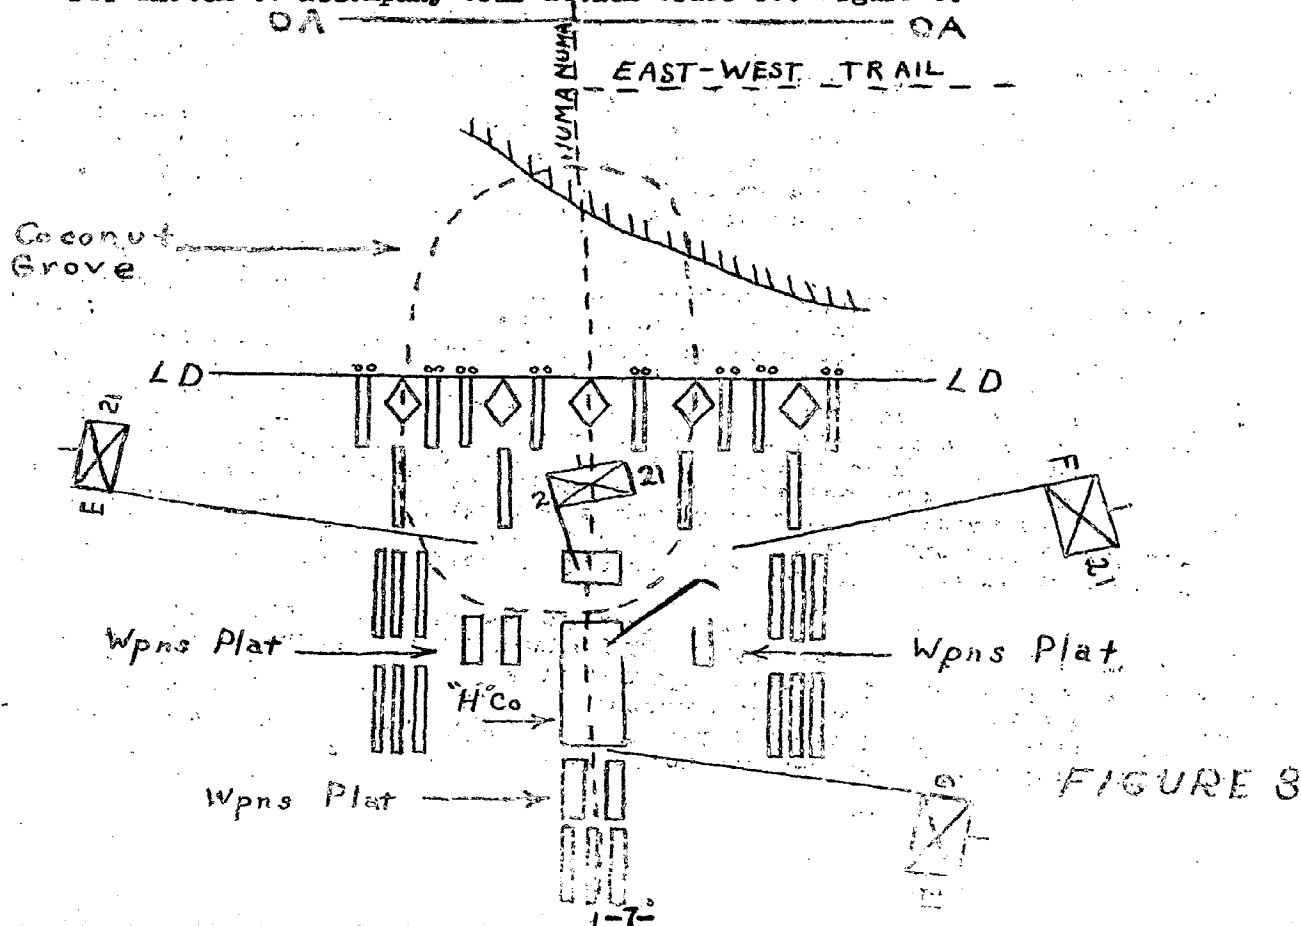 OA OA
NUMA NUMA
EAST-WEST TRAIL
Coconut
Grove
LD LD
21
E
2 21
F
21
Wpns Plat
Wpns Plat
"H" Co
Wpns Plat
G
FIGURE 8
-7-